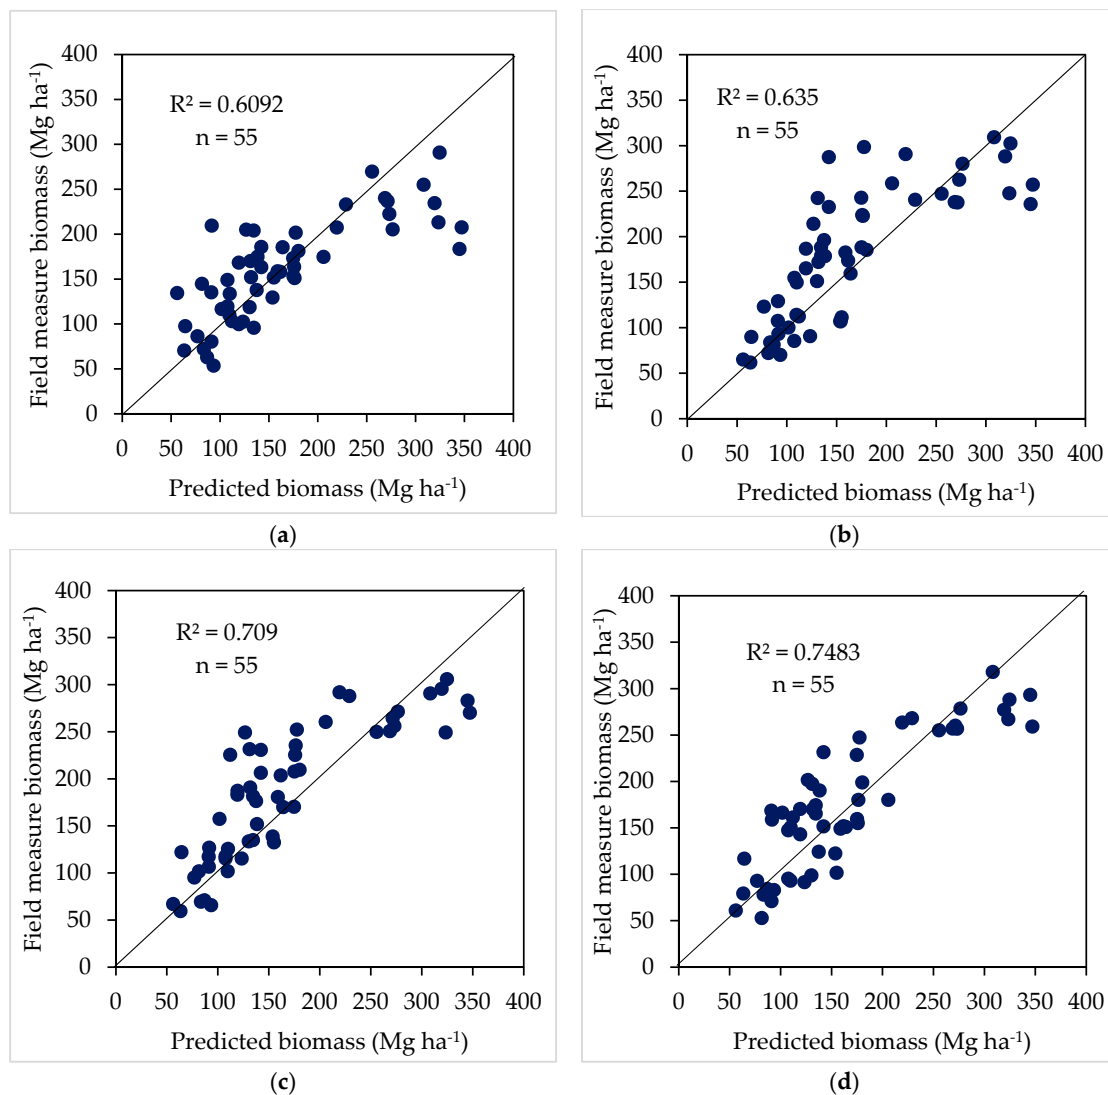 400
350
300
250
200
150
100
50
0
Field measure biomass (Mg ha⁻¹)
R² = 0.6092
n = 55
0 50 100 150 200 250 300 350 400
Predicted biomass (Mg ha⁻¹)
(a)
400
350
300
250
200
150
100
50
0
Field measure biomass (Mg ha⁻¹)
R² = 0.635
n = 55
0 50 100 150 200 250 300 350 400
Predicted biomass (Mg ha⁻¹)
(b)
400
350
300
250
200
150
100
50
0
Field measure biomass (Mg ha⁻¹)
R² = 0.709
n = 55
0 50 100 150 200 250 300 350 400
Predicted biomass (Mg ha⁻¹)
(c)
400
350
300
250
200
150
100
50
0
Field measure biomass (Mg ha⁻¹)
R² = 0.7483
n = 55
0 50 100 150 200 250 300 350 400
Predicted biomass (Mg ha⁻¹)
(d)